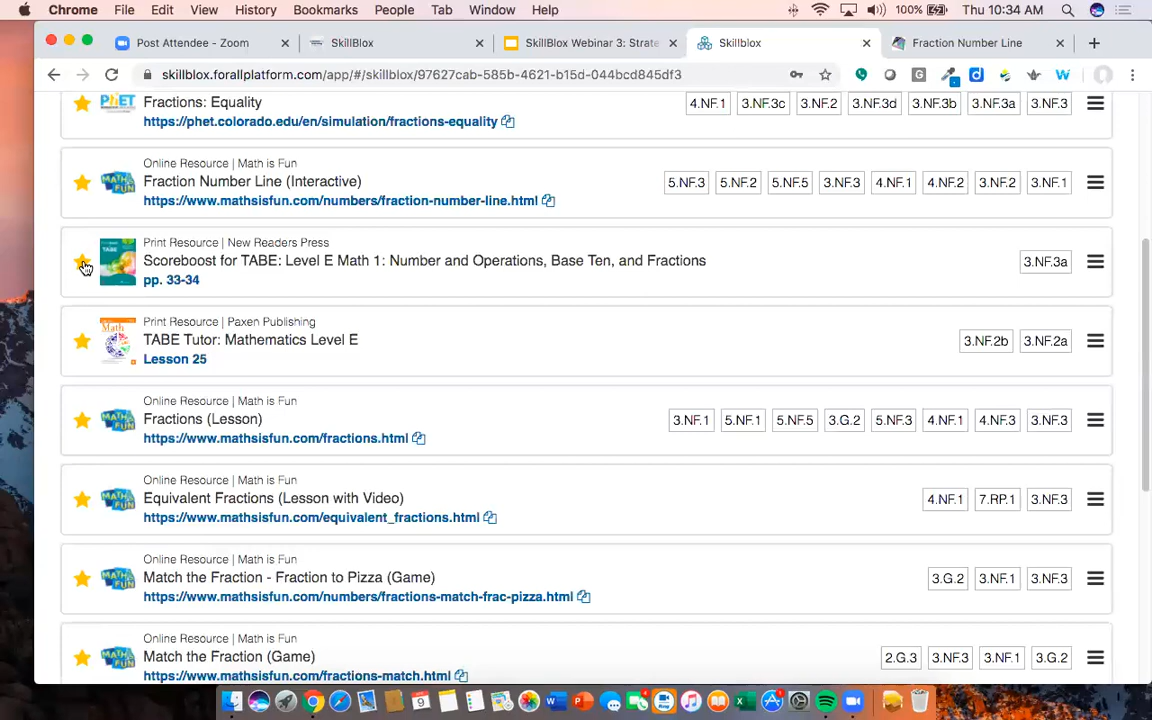 Chrome File Edit View History Bookmarks People Tab Window Help 100% Thu 10:34 AM
Post Attendee - Zoom SkillBlox SkillBlox Webinar 3: Strate Skillblox Fraction Number Line
skillblox.forallplatform.com/app/#/skillblox/97627cab-585b-4621-b15d-044bcd845df3
PhET Fractions: Equality 4.NF.1 3.NF.3c 3.NF.2 3.NF.3d 3.NF.3b 3.NF.3a 3.NF.3
https://phet.colorado.edu/en/simulation/fractions-equality
Online Resource | Math is Fun
Fraction Number Line (Interactive) 5.NF.3 5.NF.2 5.NF.5 3.NF.3 4.NF.1 4.NF.2 3.NF.2 3.NF.1
https://www.mathsisfun.com/numbers/fraction-number-line.html
Print Resource | New Readers Press
Scoreboost for TABE: Level E Math 1: Number and Operations, Base Ten, and Fractions 3.NF.3a
pp. 33-34
Print Resource | Paxen Publishing
TABE Tutor: Mathematics Level E 3.NF.2b 3.NF.2a
Lesson 25
Online Resource | Math is Fun
Fractions (Lesson) 3.NF.1 5.NF.1 5.NF.5 3.G.2 5.NF.3 4.NF.1 4.NF.3 3.NF.3
https://www.mathsisfun.com/fractions.html
Online Resource | Math is Fun
Equivalent Fractions (Lesson with Video) 4.NF.1 7.RP.1 3.NF.3
https://www.mathsisfun.com/equivalent_fractions.html
Online Resource | Math is Fun
Match the Fraction - Fraction to Pizza (Game) 3.G.2 3.NF.1 3.NF.3
https://www.mathsisfun.com/numbers/fractions-match-frac-pizza.html
Online Resource | Math is Fun
Match the Fraction (Game) 2.G.3 3.NF.3 3.NF.1 3.G.2
https://www.mathsisfun.com/fractions-match.html